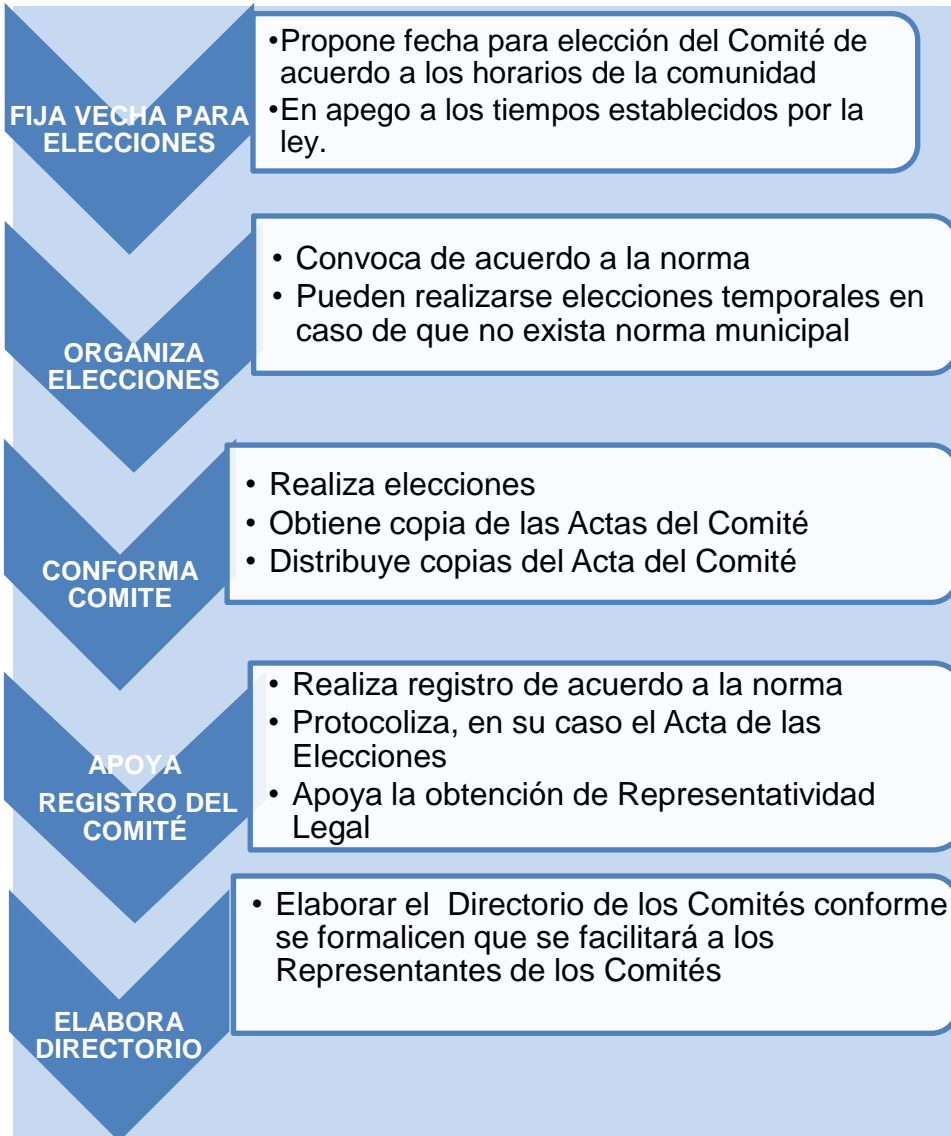 FIJA VECHA PARA
ELECCIONES
•Propone fecha para elección del Comité de
acuerdo a los horarios de la comunidad
•En apego a los tiempos establecidos por la
ley.
ORGANIZA
ELECCIONES
• Convoca de acuerdo a la norma
• Pueden realizarse elecciones temporales en
caso de que no exista norma municipal
CONFORMA
COMITE
• Realiza elecciones
• Obtiene copia de las Actas del Comité
• Distribuye copias del Acta del Comité
APOYA
REGISTRO DEL
COMITÉ
• Realiza registro de acuerdo a la norma
• Protocoliza, en su caso el Acta de las
Elecciones
• Apoya la obtención de Representatividad
Legal
ELABORA
DIRECTORIO
• Elaborar el  Directorio de los Comités conforme
se formalicen que se facilitará a los
Representantes de los Comités